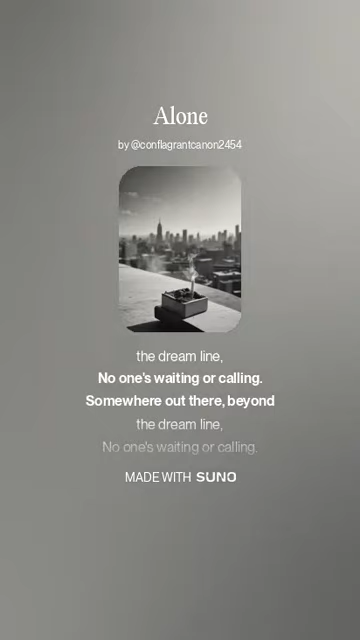 Alone
by @conflagrantcanon2454
the dream line,
No one's waiting or calling.
Somewhere out there, beyond
the dream line,
No one's waiting or calling.
MADE WITH SUNO